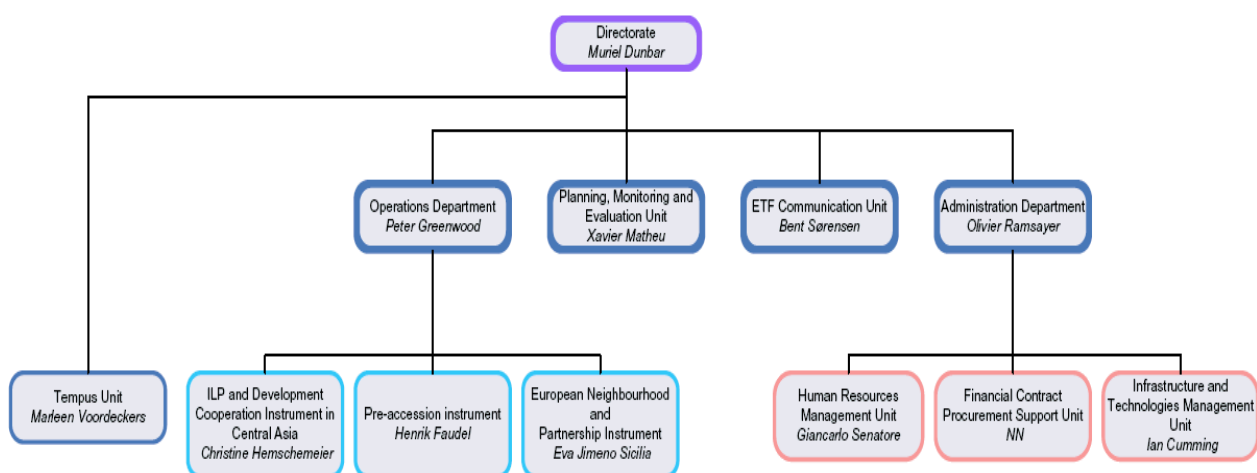 Directorate
Muriel Dunbar
Operations Department
Peter Greenwood
Planning, Monitoring and
Evaluation Unit
Xavier Matheu
ETF Communication Unit
Bent Sørensen
Administration Department
Olivier Ramsayer
Tempus Unit
Marleen Voordeckers
ILP and Development
Cooperation Instrument in
Central Asia
Christine Hemschemeier
Pre-accession instrument
Henrik Faudel
European Neighbourhood
and
Partnership Instrument
Eva Jimeno Sicilia
Human Resources
Management Unit
Giancarlo Senatore
Financial Contract
Procurement Support Unit
NN
Infrastructure and
Technologies Management
Unit
Ian Cumming